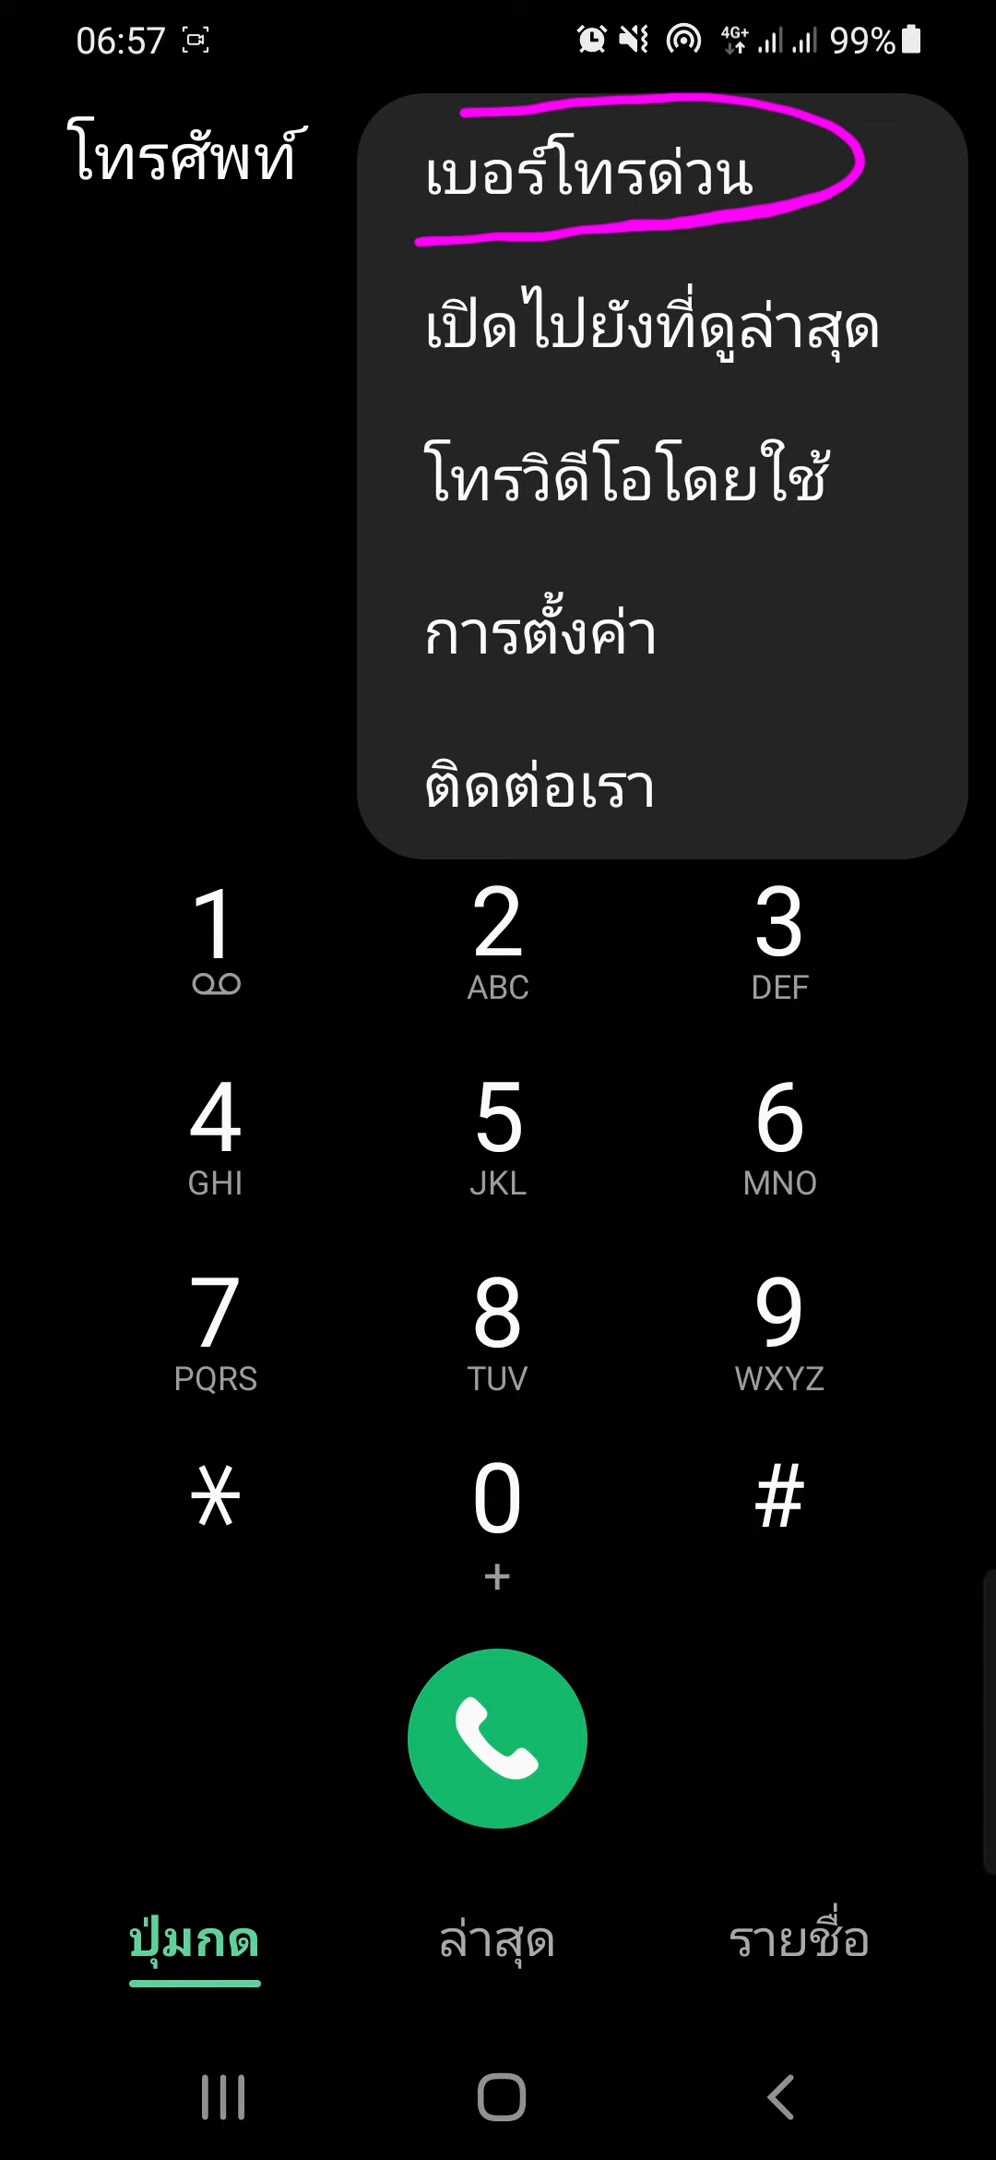 06:57 4G+ 99%
โทรศัพท์
เบอร์โทรด่วน
เปิดไปยังที่ดูล่าสุด
โทรวิดีโอโดยใช้
การตั้งค่า
ติดต่อเรา
1 2 3
ABC DEF
4 5 6
GHI JKL MNO
7 8 9
PQRS TUV WXYZ
* 0 #
+
ปุ่มกด ล่าสุด รายชื่อ